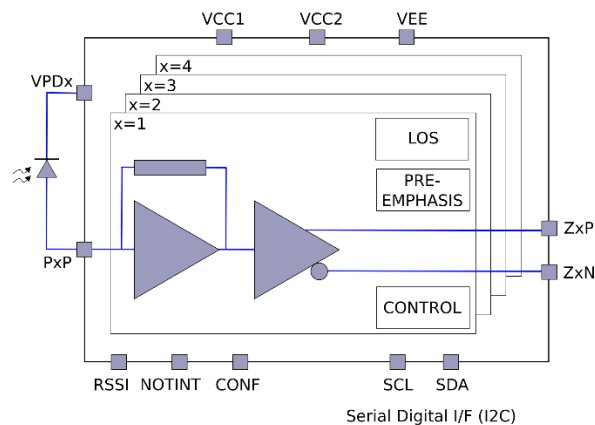 VCC1 VCC2 VEE
VPDx
x=4
x=3
x=2
x=1
LOS
PRE-
EMPHASIS
ZxP
PxP
ZxN
CONTROL
RSSI NOTINT CONF SCL SDA
Serial Digital I/F (I2C)